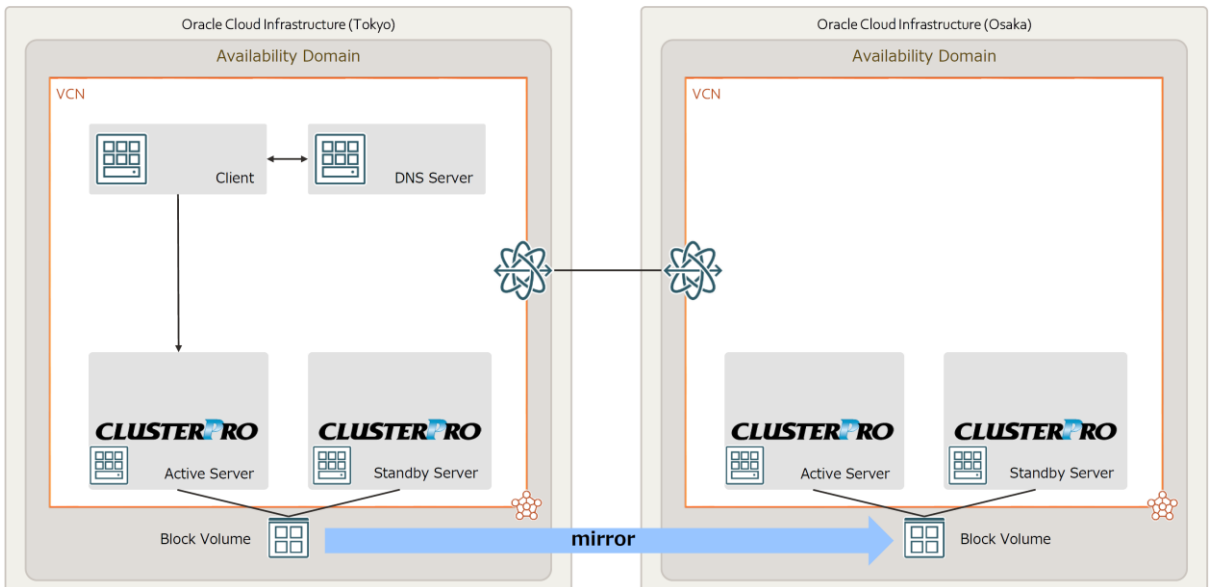 Oracle Cloud Infrastructure (Tokyo)
Availability Domain
VCN
Client
DNS Server
CLUSTERPRO
Active Server
CLUSTERPRO
Standby Server
Block Volume
mirror
Oracle Cloud Infrastructure (Osaka)
Availability Domain
VCN
CLUSTERPRO
Active Server
CLUSTERPRO
Standby Server
Block Volume